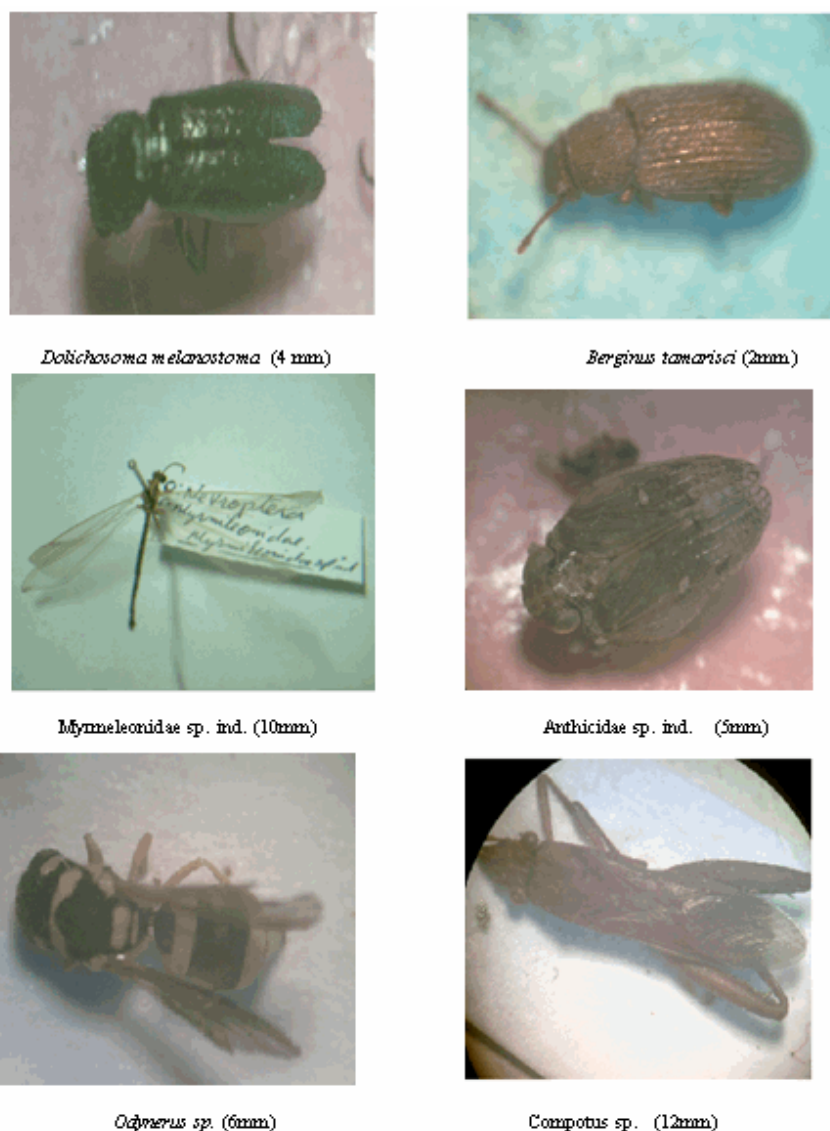 Dolichosoma melanostoma (4 mm)
Berginus tamarisci (2mm)
Nevroptera
Myrmeleonidae sp. ind. (10mm)
Anthicidae sp. ind. (5mm)
Odynerus sp. (6mm)
Compotus sp. (12mm)